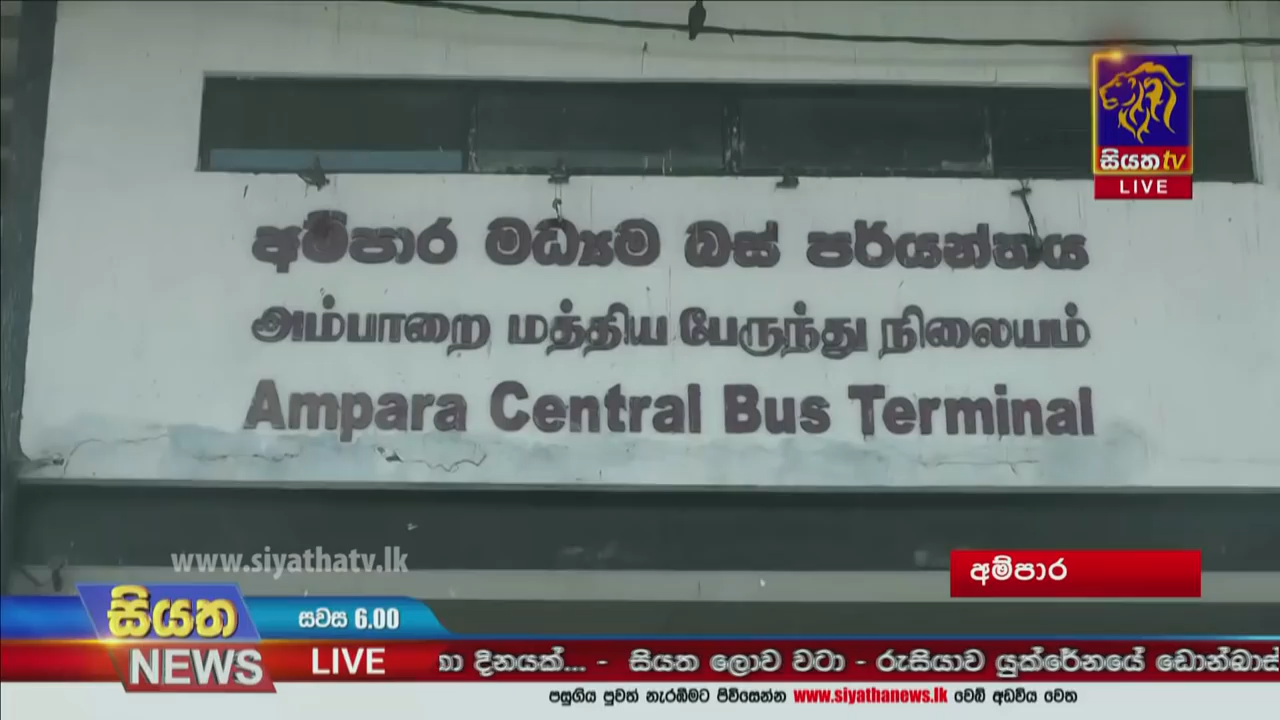 සියත tv
LIVE
අම්පාර මධ්‍යම බස් පර්යන්තය
அம்பாறை மத்திய பேருந்து நிலையம்
Ampara Central Bus Terminal
www.siyathatv.lk
අම්පාර
සියත
සවස 6.00
NEWS
LIVE
දිනයක්... - සියත ලොව වටා - රුසියාව යුක්රේනයේ ඩොන්බාස්
පසුගිය පුවත් නැරඹීමට පිවිසෙන්න www.siyathanews.lk වෙබ් අඩවිය වෙත